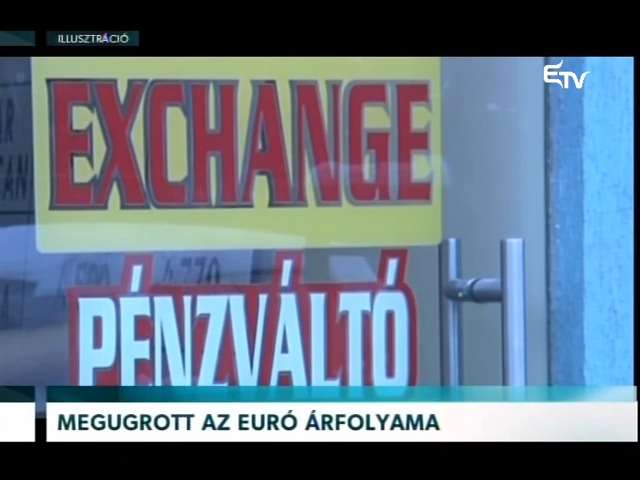 ILLUSZTRÁCIÓ
ETV
EXCHANGE
PÉNZVÁLTÓ
MEGUGROTT AZ EURÓ ÁRFOLYAMA